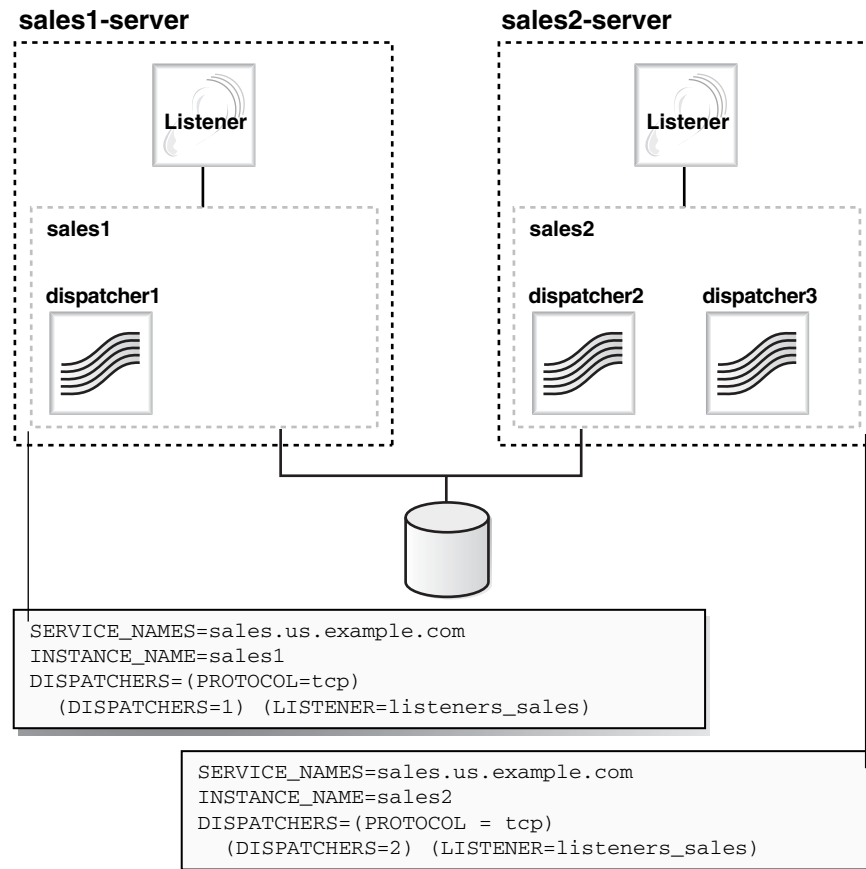 sales1-server
sales2-server
Listener
Listener
sales1
sales2
dispatcher1
dispatcher2
dispatcher3
SERVICE_NAMES=sales.us.example.com
INSTANCE_NAME=sales1
DISPATCHERS=(PROTOCOL=tcp)
(DISPATCHERS=1) (LISTENER=listeners_sales)
SERVICE_NAMES=sales.us.example.com
INSTANCE_NAME=sales2
DISPATCHERS=(PROTOCOL = tcp)
(DISPATCHERS=2) (LISTENER=listeners_sales)